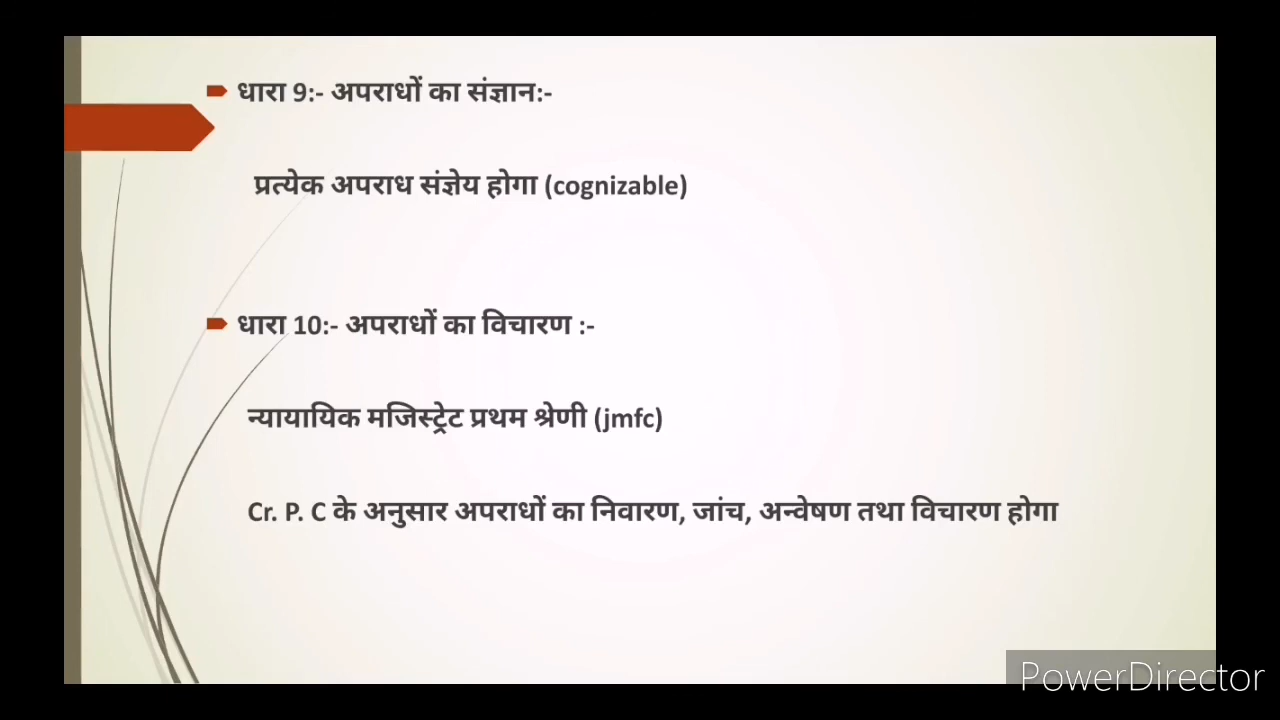 धारा 9:- अपराधों का संज्ञान:-
प्रत्येक अपराध संज्ञेय होगा (cognizable)
धारा 10:- अपराधों का विचारण :-
न्यायायिक मजिस्ट्रेट प्रथम श्रेणी (jmfc)
Cr. P. C के अनुसार अपराधों का निवारण, जांच, अन्वेषण तथा विचारण होगा
PowerDirector